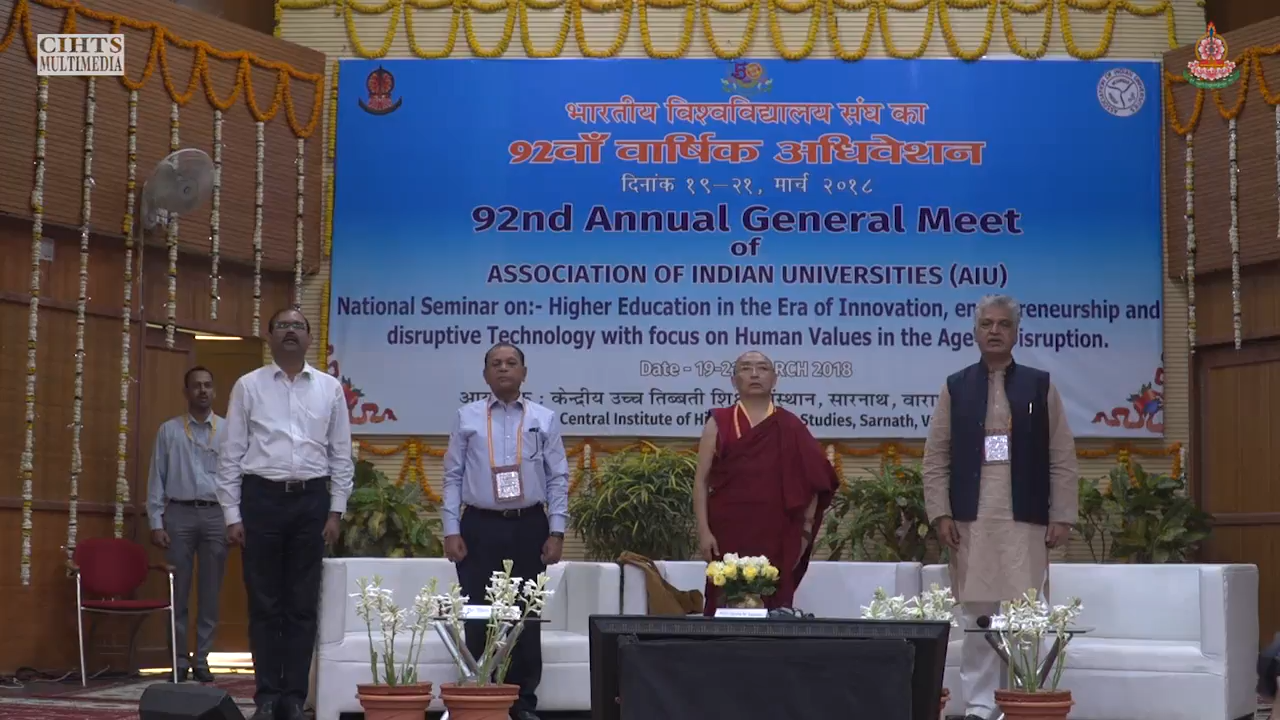 CIHTS
MULTIMEDIA
भारतीय विश्वविद्यालय संघ का
92वाँ वार्षिक अधिवेशन
दिनांक १९-२१, मार्च २०१८
92nd Annual General Meet
of
ASSOCIATION OF INDIAN UNIVERSITIES (AIU)
National Seminar on:- Higher Education in the Era of Innovation, and
disruptive Technology with focus on Human Values in the Age
Date - 19-2 2018
केन्द्रीय उच्च तिब्बती सारनाथ,
Central Institute of Studies, Sarnath,